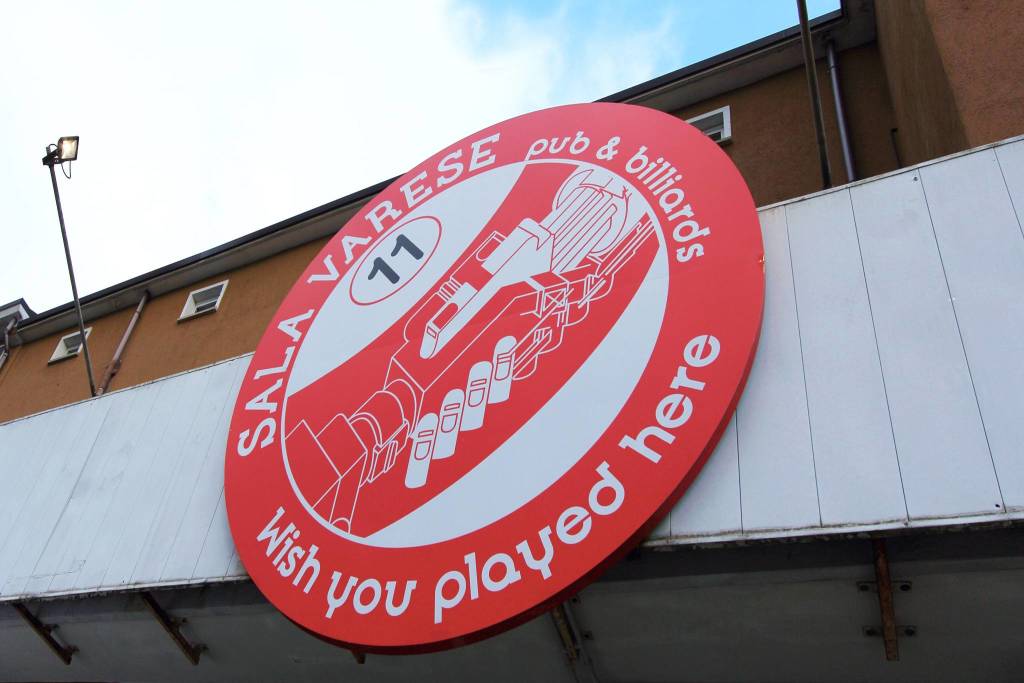 SALA VARESE pub & billiards
11
Wish you played here